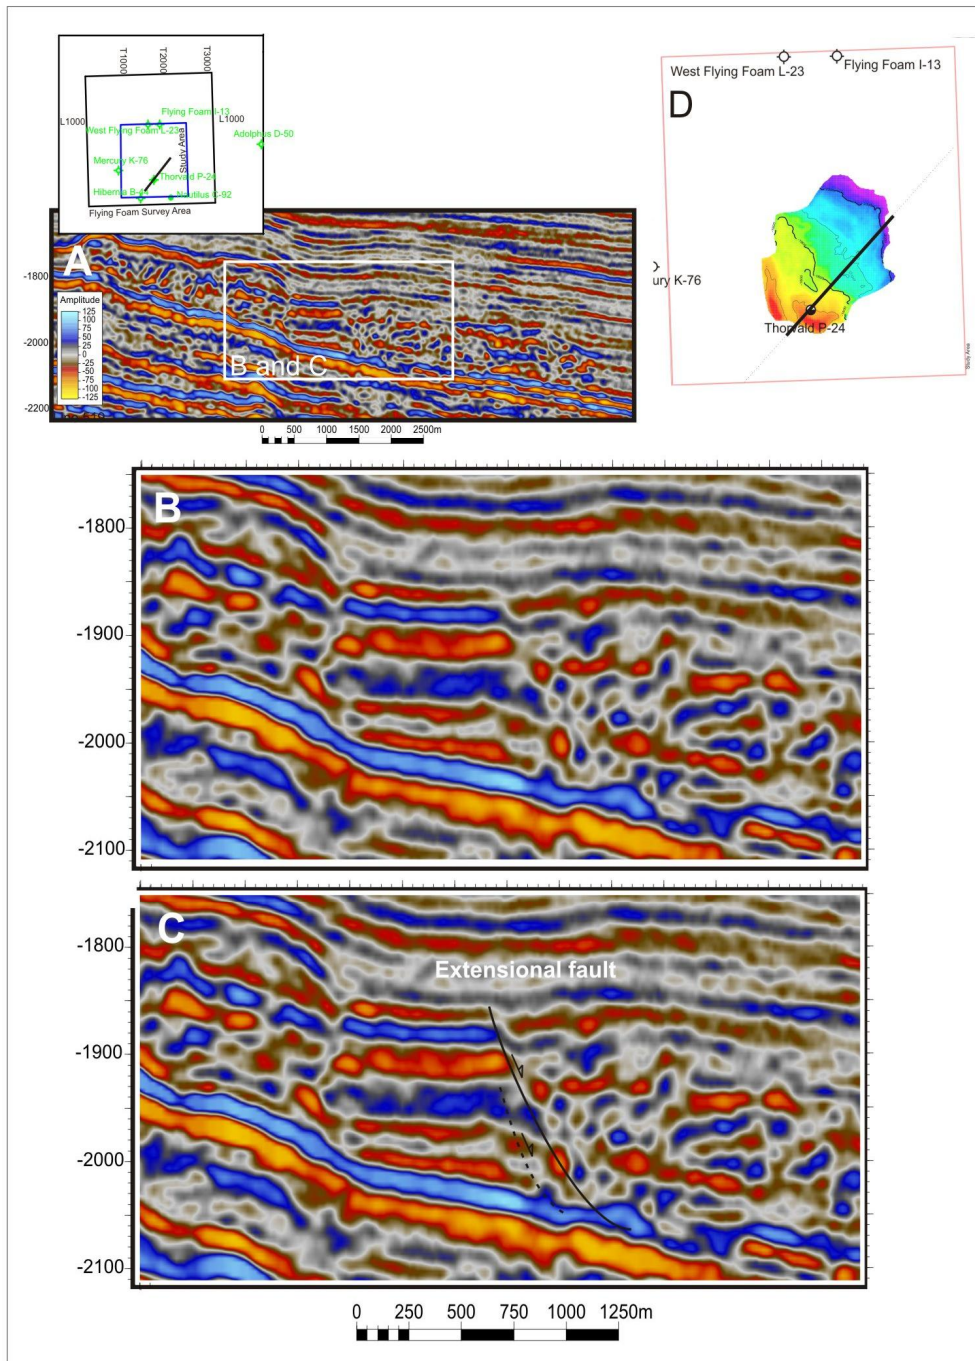 T1000
T2000
T3000
Flying Foam I-13
L1000
L1000
West Flying Foam L-23
Study Area
Adolphus D-50
Mercury K-76
Thorvald P-24
Hibernia B-44
Nautilus C-92
Flying Foam Survey Area
West Flying Foam L-23
Flying Foam I-13
D
ury K-76
Thorvald P-24
Study Area
A
-1800
Amplitude
125
100
75
50
25
0
-25
-50
-75
-100
-125
-2000
B and C
-2200
0 500 1000 1500 2000 2500m
B
-1800
-1900
-2000
-2100
C
Extensional fault
-1800
-1900
-2000
-2100
0 250 500 750 1000 1250m